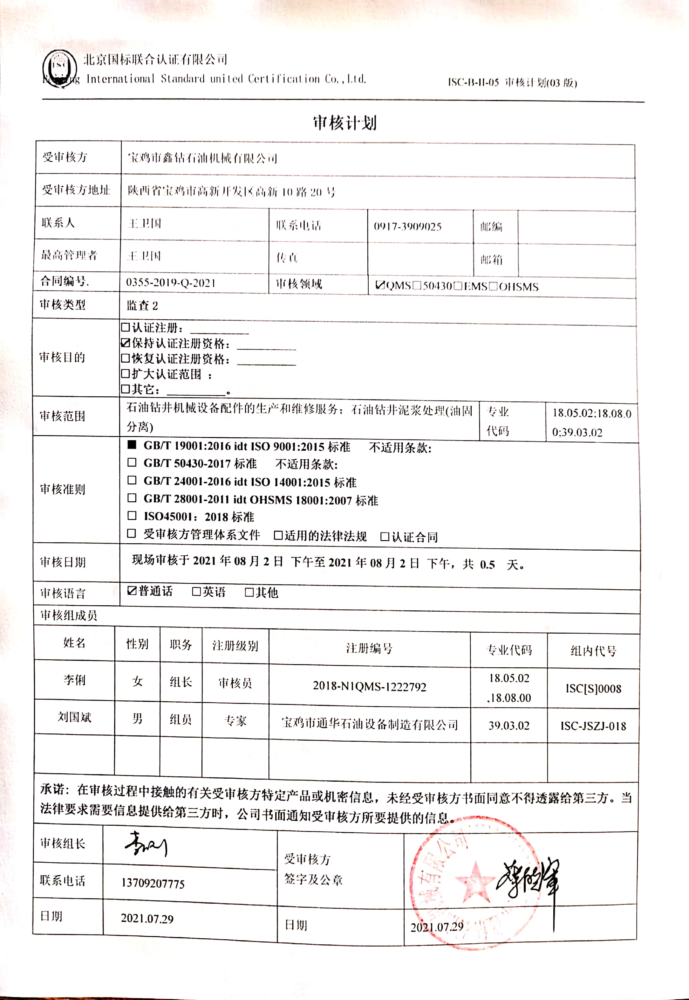 北京国标联合认证有限公司
Beijing International Standard united Certification Co.,Ltd.
ISC-B-II-05 审核计划(03 版)
审核计划
受审核方 宝鸡市鑫钻石油机械有限公司
受审核方地址 陕西省宝鸡市高新开发区高新 10 路 20 号
联系人 王卫国 联系电话 0917-3909025 邮编
最高管理者 王卫国 传真 邮箱
合同编号. 0355-2019-Q-2021 审核领域 ☑QMS□50430□EMS□OHSMS
审核类型 监查 2
审核目的
□认证注册：
☑保持认证注册资格：
□恢复认证注册资格：
□扩大认证范围 ：
□其它： 。
审核范围 石油钻井机械设备配件的生产和维修服务；石油钻井泥浆处理(油固
分离)
专业
代码
18.05.02;18.08.0
0;39.03.02
审核准则
■ GB/T 19001:2016 idt ISO 9001:2015 标准 不适用条款:
□ GB/T 50430-2017 标准 不适用条款:
□ GB/T 24001-2016 idt ISO 14001:2015 标准
□ GB/T 28001-2011 idt OHSMS 18001:2007 标准
□ ISO45001：2018 标准
□ 受审核方管理体系文件 □适用的法律法规 □认证合同
审核日期 现场审核于 2021 年 08 月 2 日 下午至 2021 年 08 月 2 日 下午，共 0.5 天。
审核语言 ☑普通话 □英语 □其他
审核组成员
姓名 性别 职务 注册级别 注册编号 专业代码 组内代号
李俐 女 组长 审核员 2018-N1QMS-1222792 18.05.02
,18.08.00
ISC[S]0008
刘国斌 男 组员 专家 宝鸡市通华石油设备制造有限公司 39.03.02 ISC-JSZJ-018
承诺：在审核过程中接触的有关受审核方特定产品或机密信息，未经受审核方书面同意不得透露给第三方。当
法律要求需要信息提供给第三方时，公司书面通知受审核方所要提供的信息。
审核组长 李俐
受审核方
签字及公章
联系电话 13709207775
日期 2021.07.29 日期 2021.07.29